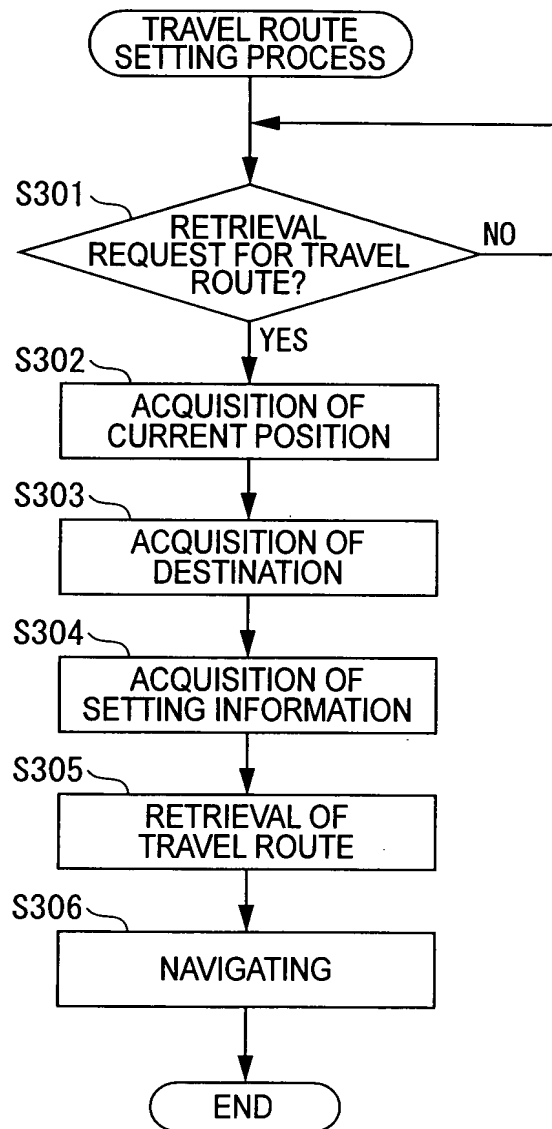 TRAVEL ROUTE
SETTING PROCESS
S301
RETRIEVAL
REQUEST FOR TRAVEL
ROUTE?
NO
YES
S302
ACQUISITION OF
CURRENT POSITION
S303
ACQUISITION OF
DESTINATION
S304
ACQUISITION OF
SETTING INFORMATION
S305
RETRIEVAL OF
TRAVEL ROUTE
S306
NAVIGATING
END